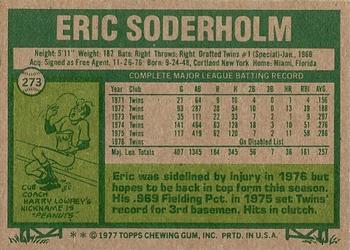 ERIC SODERHOLM
Height: 5'11" Weight: 187 Bats: Right Throws: Right Drafted Twins #1 (Special)-Jan., 1968
Acq: Signed as Free Agent, 11-26-76 Born: 9-24-48, Cortland New York Home: Miami, Florida
273
COMPLETE MAJOR LEAGUE BATTING RECORD
Year Club G AB R H 2B 3B HR RBI AVG.
1971 Twins 21 64 9 10 4 0 1 4 .156
1972 Twins 93 287 28 54 10 0 13 39 .188
1973 Twins 35 111 22 33 7 2 1 9 .297
1974 Twins 141 464 63 128 18 3 10 51 .276
1975 Twins 117 419 62 120 17 2 11 58 .286
1976 Twins On Disabled List
Maj. Lea. Totals 407 1345 184 345 56 7 36 161 .257
CUB COACH
HARRY LOWREY'S
NICKNAME IS
"PEANUTS"
Eric was sidelined by injury in 1976 but
hopes to be back in top form this season.
His .969 Fielding Pct. in 1975 set Twins'
record for 3rd basemen. Hits in clutch.
** ©1977 TOPPS CHEWING GUM, INC. PRTD. IN U.S.A.